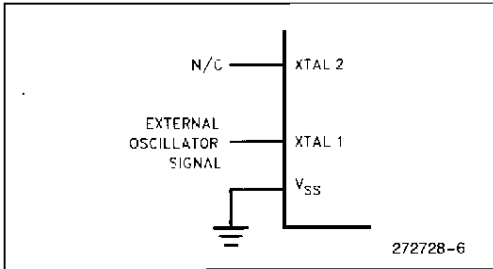 N/C
XTAL 2
EXTERNAL
OSCILLATOR
SIGNAL
XTAL 1
VSS
272728-6